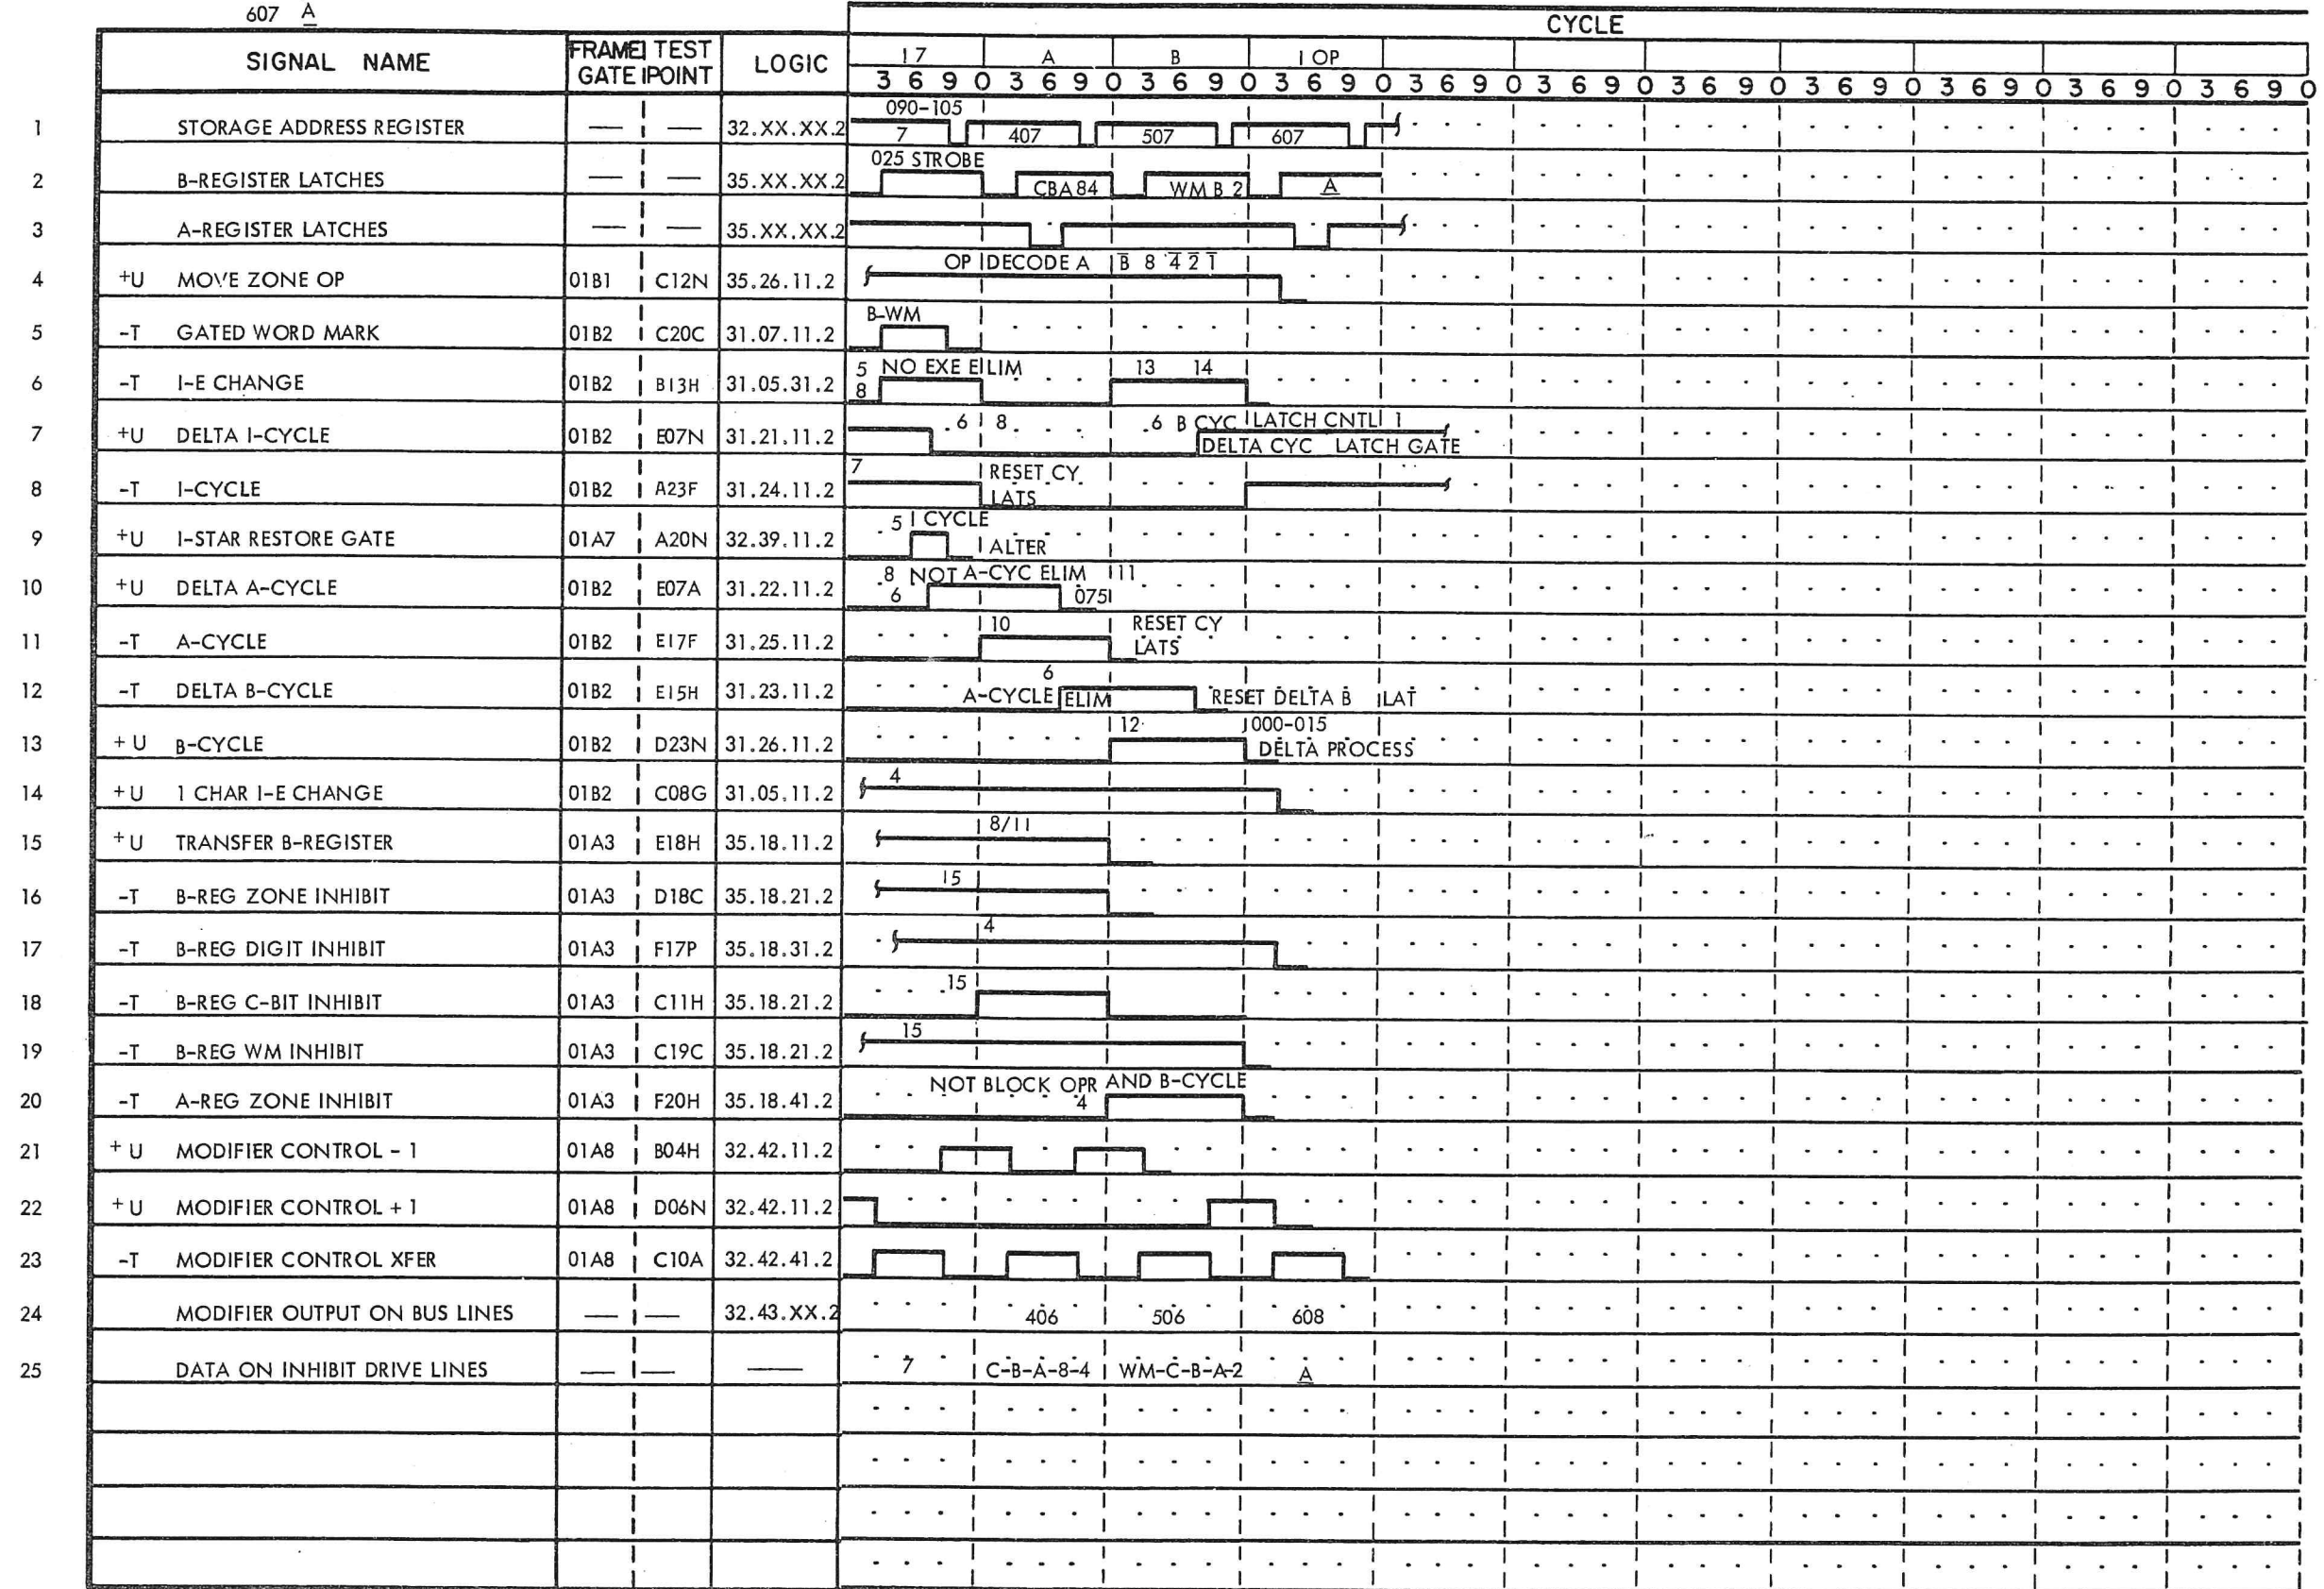 607 A
CYCLE
SIGNAL NAME FRAME GATE TEST POINT LOGIC
I 7 A B I OP
3 6 9 0 3 6 9 0 3 6 9 0 3 6 9 0 3 6 9 0 3 6 9 0 3 6 9 0 3 6 9 0 3 6 9 0 3 6 9 0 3 6 9 0
090-105
1 STORAGE ADDRESS REGISTER — — 32.XX.XX.2 7 407 507 607
025 STROBE
2 B-REGISTER LATCHES — — 35.XX.XX.2 CBA84 WM B 2 A
3 A-REGISTER LATCHES — — 35.XX.XX.2
OP DECODE A B̅ 8 4̅ 2̅ 1̅
4 +U MOVE ZONE OP 01B1 C12N 35.26.11.2
B-WM
5 -T GATED WORD MARK 01B2 C20C 31.07.11.2
5 NO EXE EILIM 13 14
6 -T I-E CHANGE 01B2 B13H 31.05.31.2 8
6 8 6 B CYC LATCH CNTL 1
7 +U DELTA I-CYCLE 01B2 E07N 31.21.11.2 DELTA CYC LATCH GATE
7 RESET CY
8 -T I-CYCLE 01B2 A23F 31.24.11.2 LATS
5 I CYCLE
9 +U I-STAR RESTORE GATE 01A7 A20N 32.39.11.2 ALTER
8 NOT A-CYC ELIM 11
10 +U DELTA A-CYCLE 01B2 E07A 31.22.11.2 6 075
10 RESET CY
11 -T A-CYCLE 01B2 E17F 31.25.11.2 LATS
6
12 -T DELTA B-CYCLE 01B2 E15H 31.23.11.2 A-CYCLE ELIM RESET DELTA B LAT
12 000-015
13 +U B-CYCLE 01B2 D23N 31.26.11.2 DELTA PROCESS
4
14 +U 1 CHAR I-E CHANGE 01B2 C08G 31.05.11.2
8/11
15 +U TRANSFER B-REGISTER 01A3 E18H 35.18.11.2
15
16 -T B-REG ZONE INHIBIT 01A3 D18C 35.18.21.2
4
17 -T B-REG DIGIT INHIBIT 01A3 F17P 35.18.31.2
15
18 -T B-REG C-BIT INHIBIT 01A3 C11H 35.18.21.2
15
19 -T B-REG WM INHIBIT 01A3 C19C 35.18.21.2
NOT BLOCK OPR AND B-CYCLE
20 -T A-REG ZONE INHIBIT 01A3 F20H 35.18.41.2 4
21 +U MODIFIER CONTROL - 1 01A8 B04H 32.42.11.2
22 +U MODIFIER CONTROL + 1 01A8 D06N 32.42.11.2
23 -T MODIFIER CONTROL XFER 01A8 C10A 32.42.41.2
24 MODIFIER OUTPUT ON BUS LINES — — 32.43.XX.2 406 506 608
25 DATA ON INHIBIT DRIVE LINES — — — 7 C-B-A-8-4 WM-C-B-A-2 A